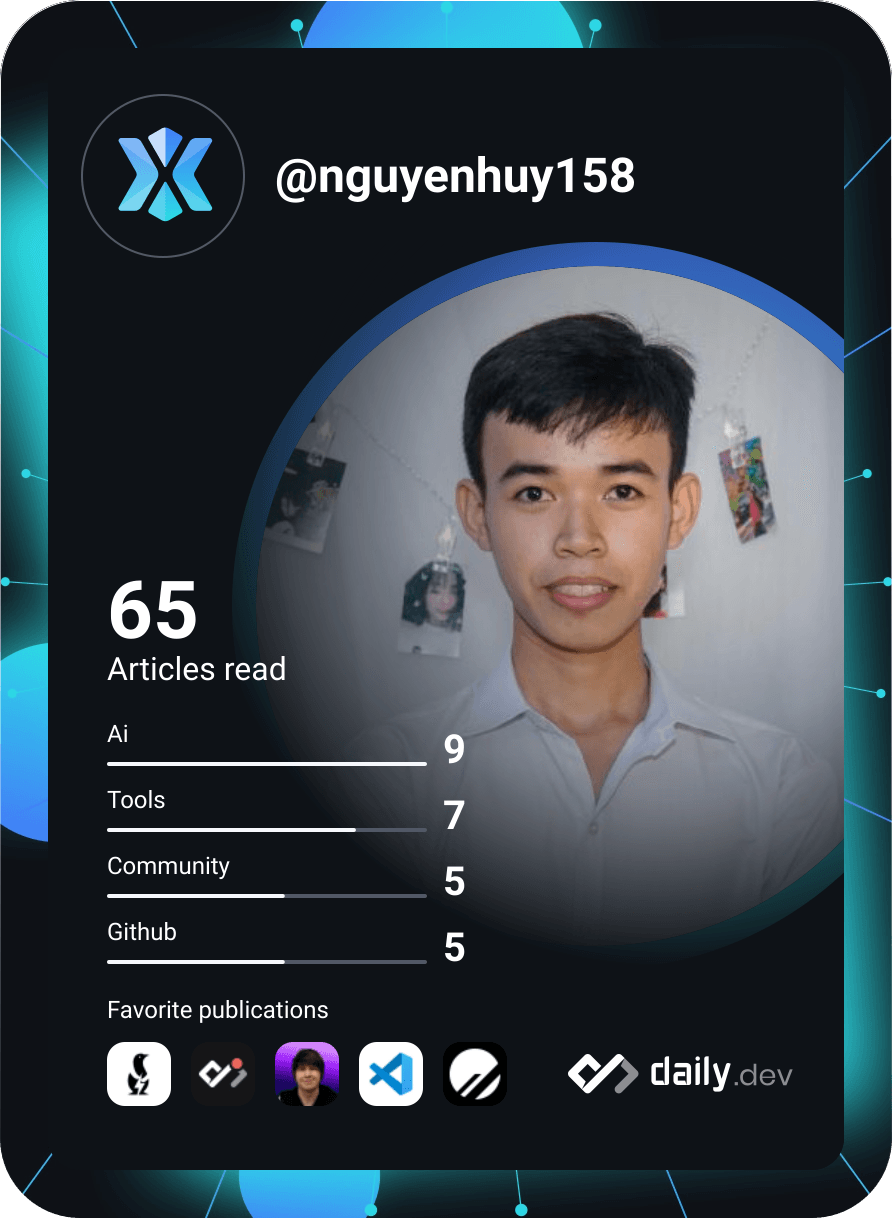 @nguyenhuy158
65
Articles read
Ai
9
Tools
7
Community
5
Github
5
Favorite publications
daily.dev